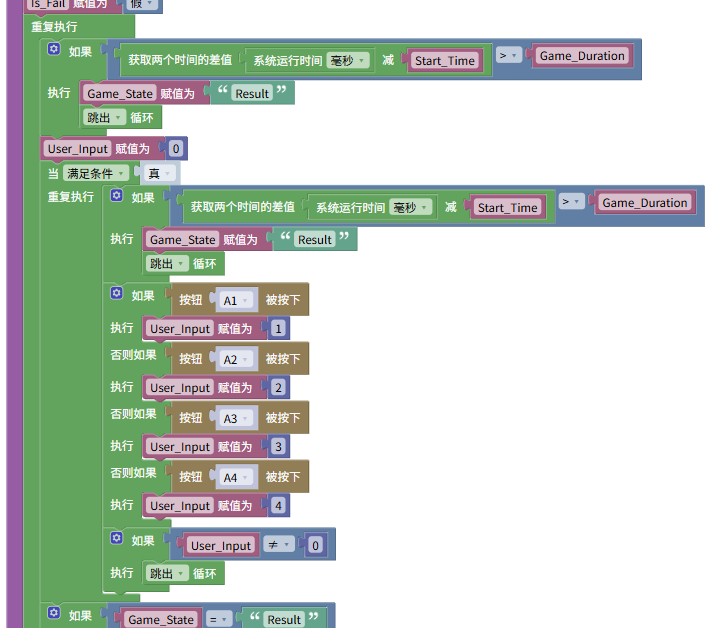 Is_Fail 赋值为 假
重复执行
如果 获取两个时间的差值 系统运行时间 毫秒 减 Start_Time > Game_Duration
执行 Game_State 赋值为 “ Result ”
跳出 循环
User_Input 赋值为 0
当 满足条件 真
重复执行 如果 获取两个时间的差值 系统运行时间 毫秒 减 Start_Time > Game_Duration
执行 Game_State 赋值为 “ Result ”
跳出 循环
如果 按钮 A1 被按下
执行 User_Input 赋值为 1
否则如果 按钮 A2 被按下
执行 User_Input 赋值为 2
否则如果 按钮 A3 被按下
执行 User_Input 赋值为 3
否则如果 按钮 A4 被按下
执行 User_Input 赋值为 4
如果 User_Input ≠ 0
执行 跳出 循环
如果 Game_State = “ Result ”